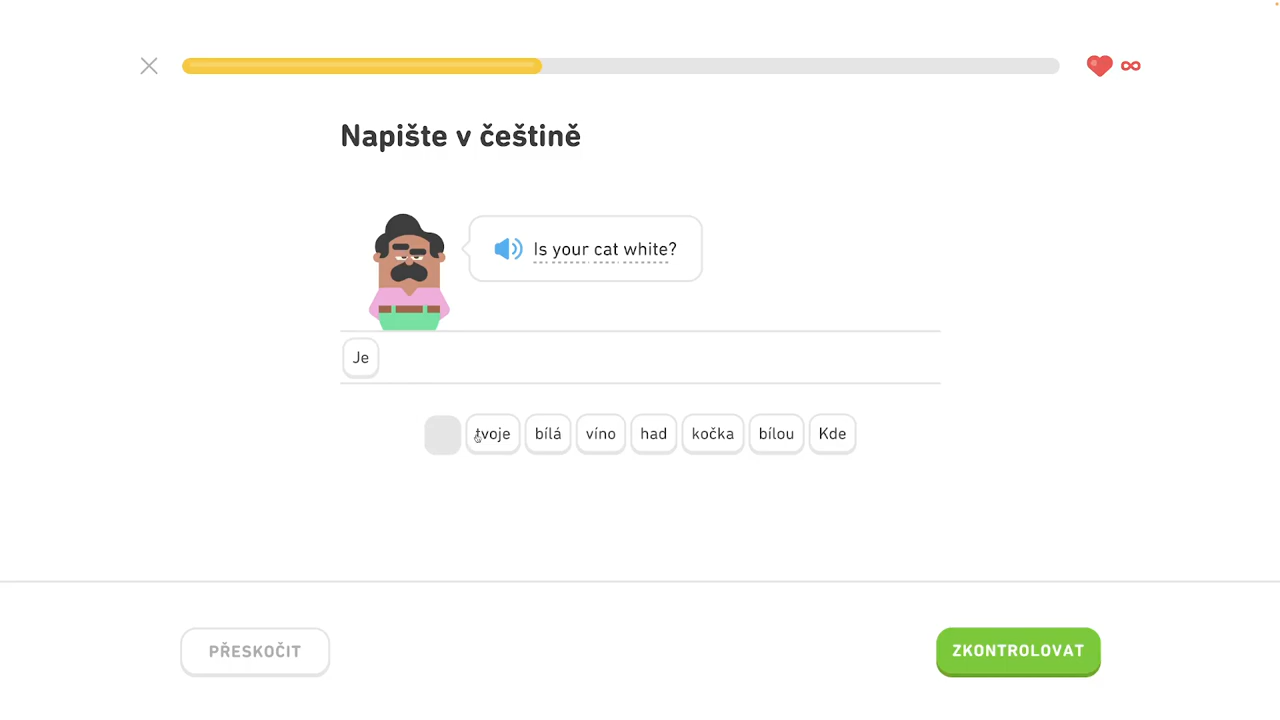 Napište v češtině
Is your cat white?
Je
tvoje bílá víno had kočka bílou Kde
PŘESKOČIT
ZKONTROLOVAT